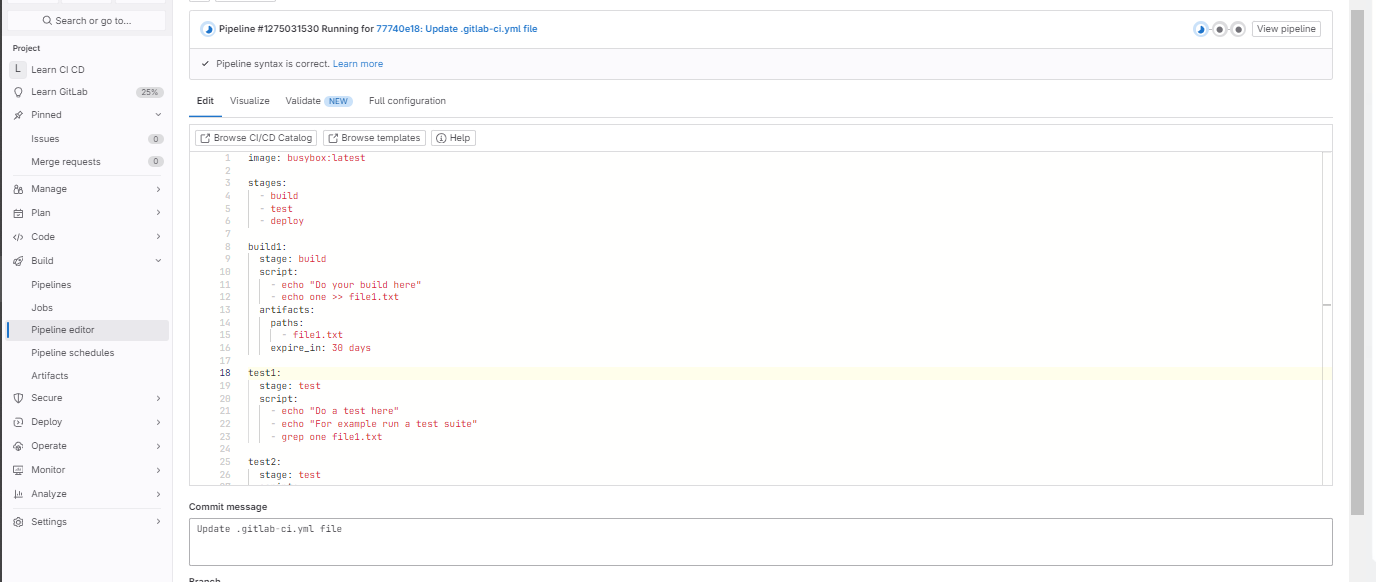 Search or go to...
Project
L Learn CI CD
Learn GitLab 25%
Pinned
Issues 0
Merge requests 0
Manage
Plan
Code
Build
Pipelines
Jobs
Pipeline editor
Pipeline schedules
Artifacts
Secure
Deploy
Operate
Monitor
Analyze
Settings
Pipeline #1275031530 Running for 77740e18: Update .gitlab-ci.yml file
View pipeline
Pipeline syntax is correct. Learn more
Edit Visualize Validate NEW Full configuration
Browse CI/CD Catalog Browse templates Help
1 image: busybox:latest
2
3 stages:
4 - build
5 - test
6 - deploy
7
8 build1:
9 stage: build
10 script:
11 - echo "Do your build here"
12 - echo one >> file1.txt
13 artifacts:
14 paths:
15 - file1.txt
16 expire_in: 30 days
17
18 test1:
19 stage: test
20 script:
21 - echo "Do a test here"
22 - echo "For example run a test suite"
23 - grep one file1.txt
24
25 test2:
26 stage: test
Commit message
Update .gitlab-ci.yml file
Branch